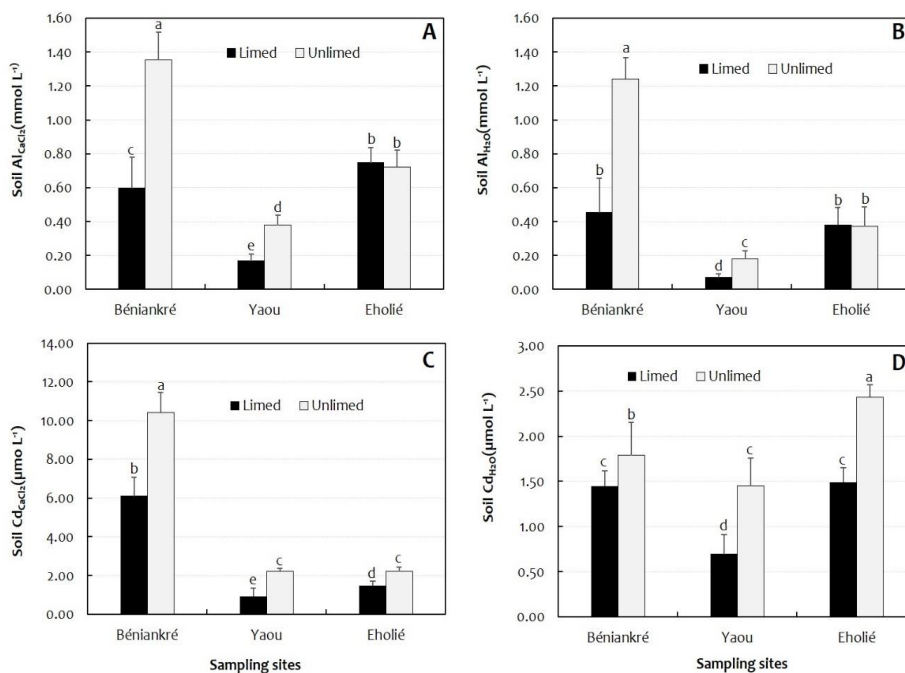 A
Soil Al_CaCl₂(mmol L⁻¹)
1.60
1.40
1.20
1.00
0.80
0.60
0.40
0.20
0.00
Limed Unlimed
c a e d b b
Béniankré Yaou Eholié
B
Soil Al_H₂O(mmol L⁻¹)
1.60
1.40
1.20
1.00
0.80
0.60
0.40
0.20
0.00
Limed Unlimed
b a d c b b
Béniankré Yaou Eholié
C
Soil Cd_CaCl₂(µmo L⁻¹)
14.00
12.00
10.00
8.00
6.00
4.00
2.00
0.00
Limed Unlimed
b a e c d c
Béniankré Yaou Eholié
Sampling sites
D
Soil Cd_H₂O(µmol L⁻¹)
3.00
2.50
2.00
1.50
1.00
0.50
0.00
Limed Unlimed
c b d c c a
Béniankré Yaou Eholié
Sampling sites